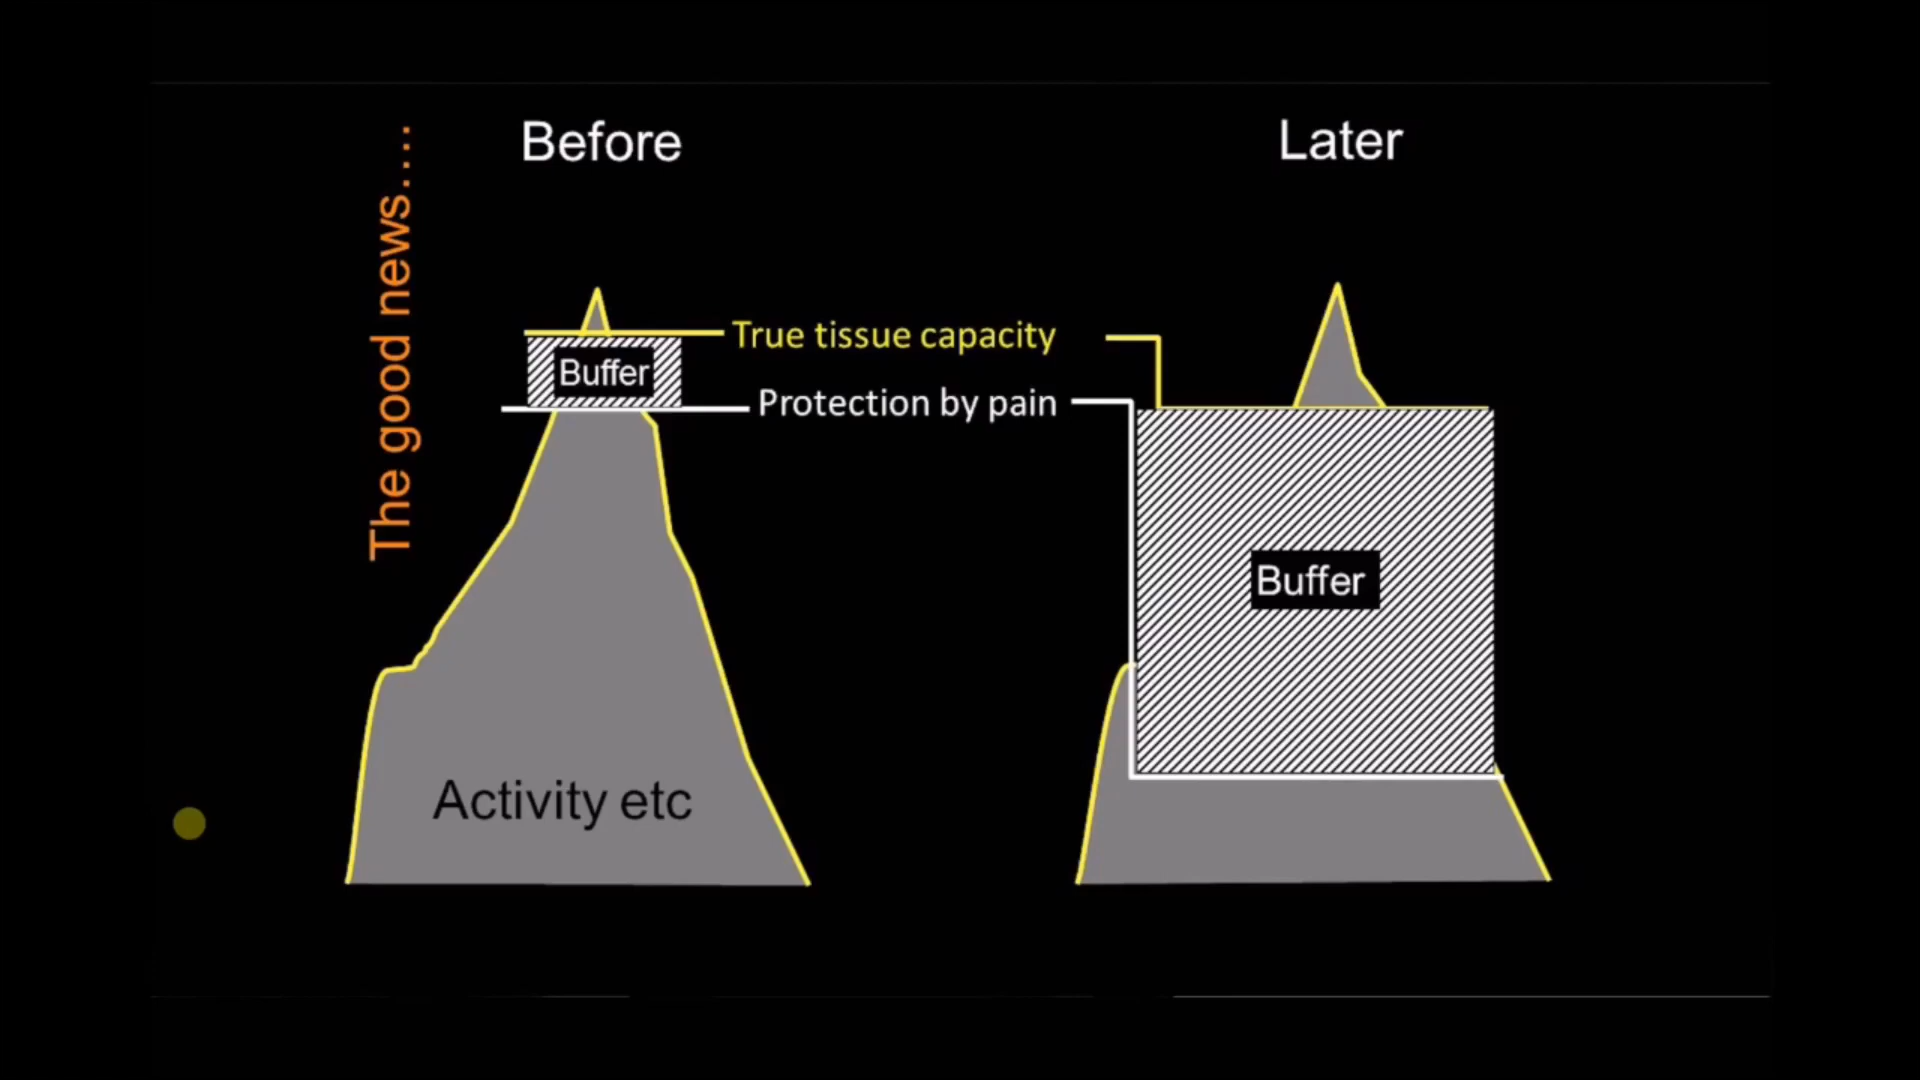 The good news....
Before
Later
True tissue capacity
Buffer
Protection by pain
Buffer
Activity etc